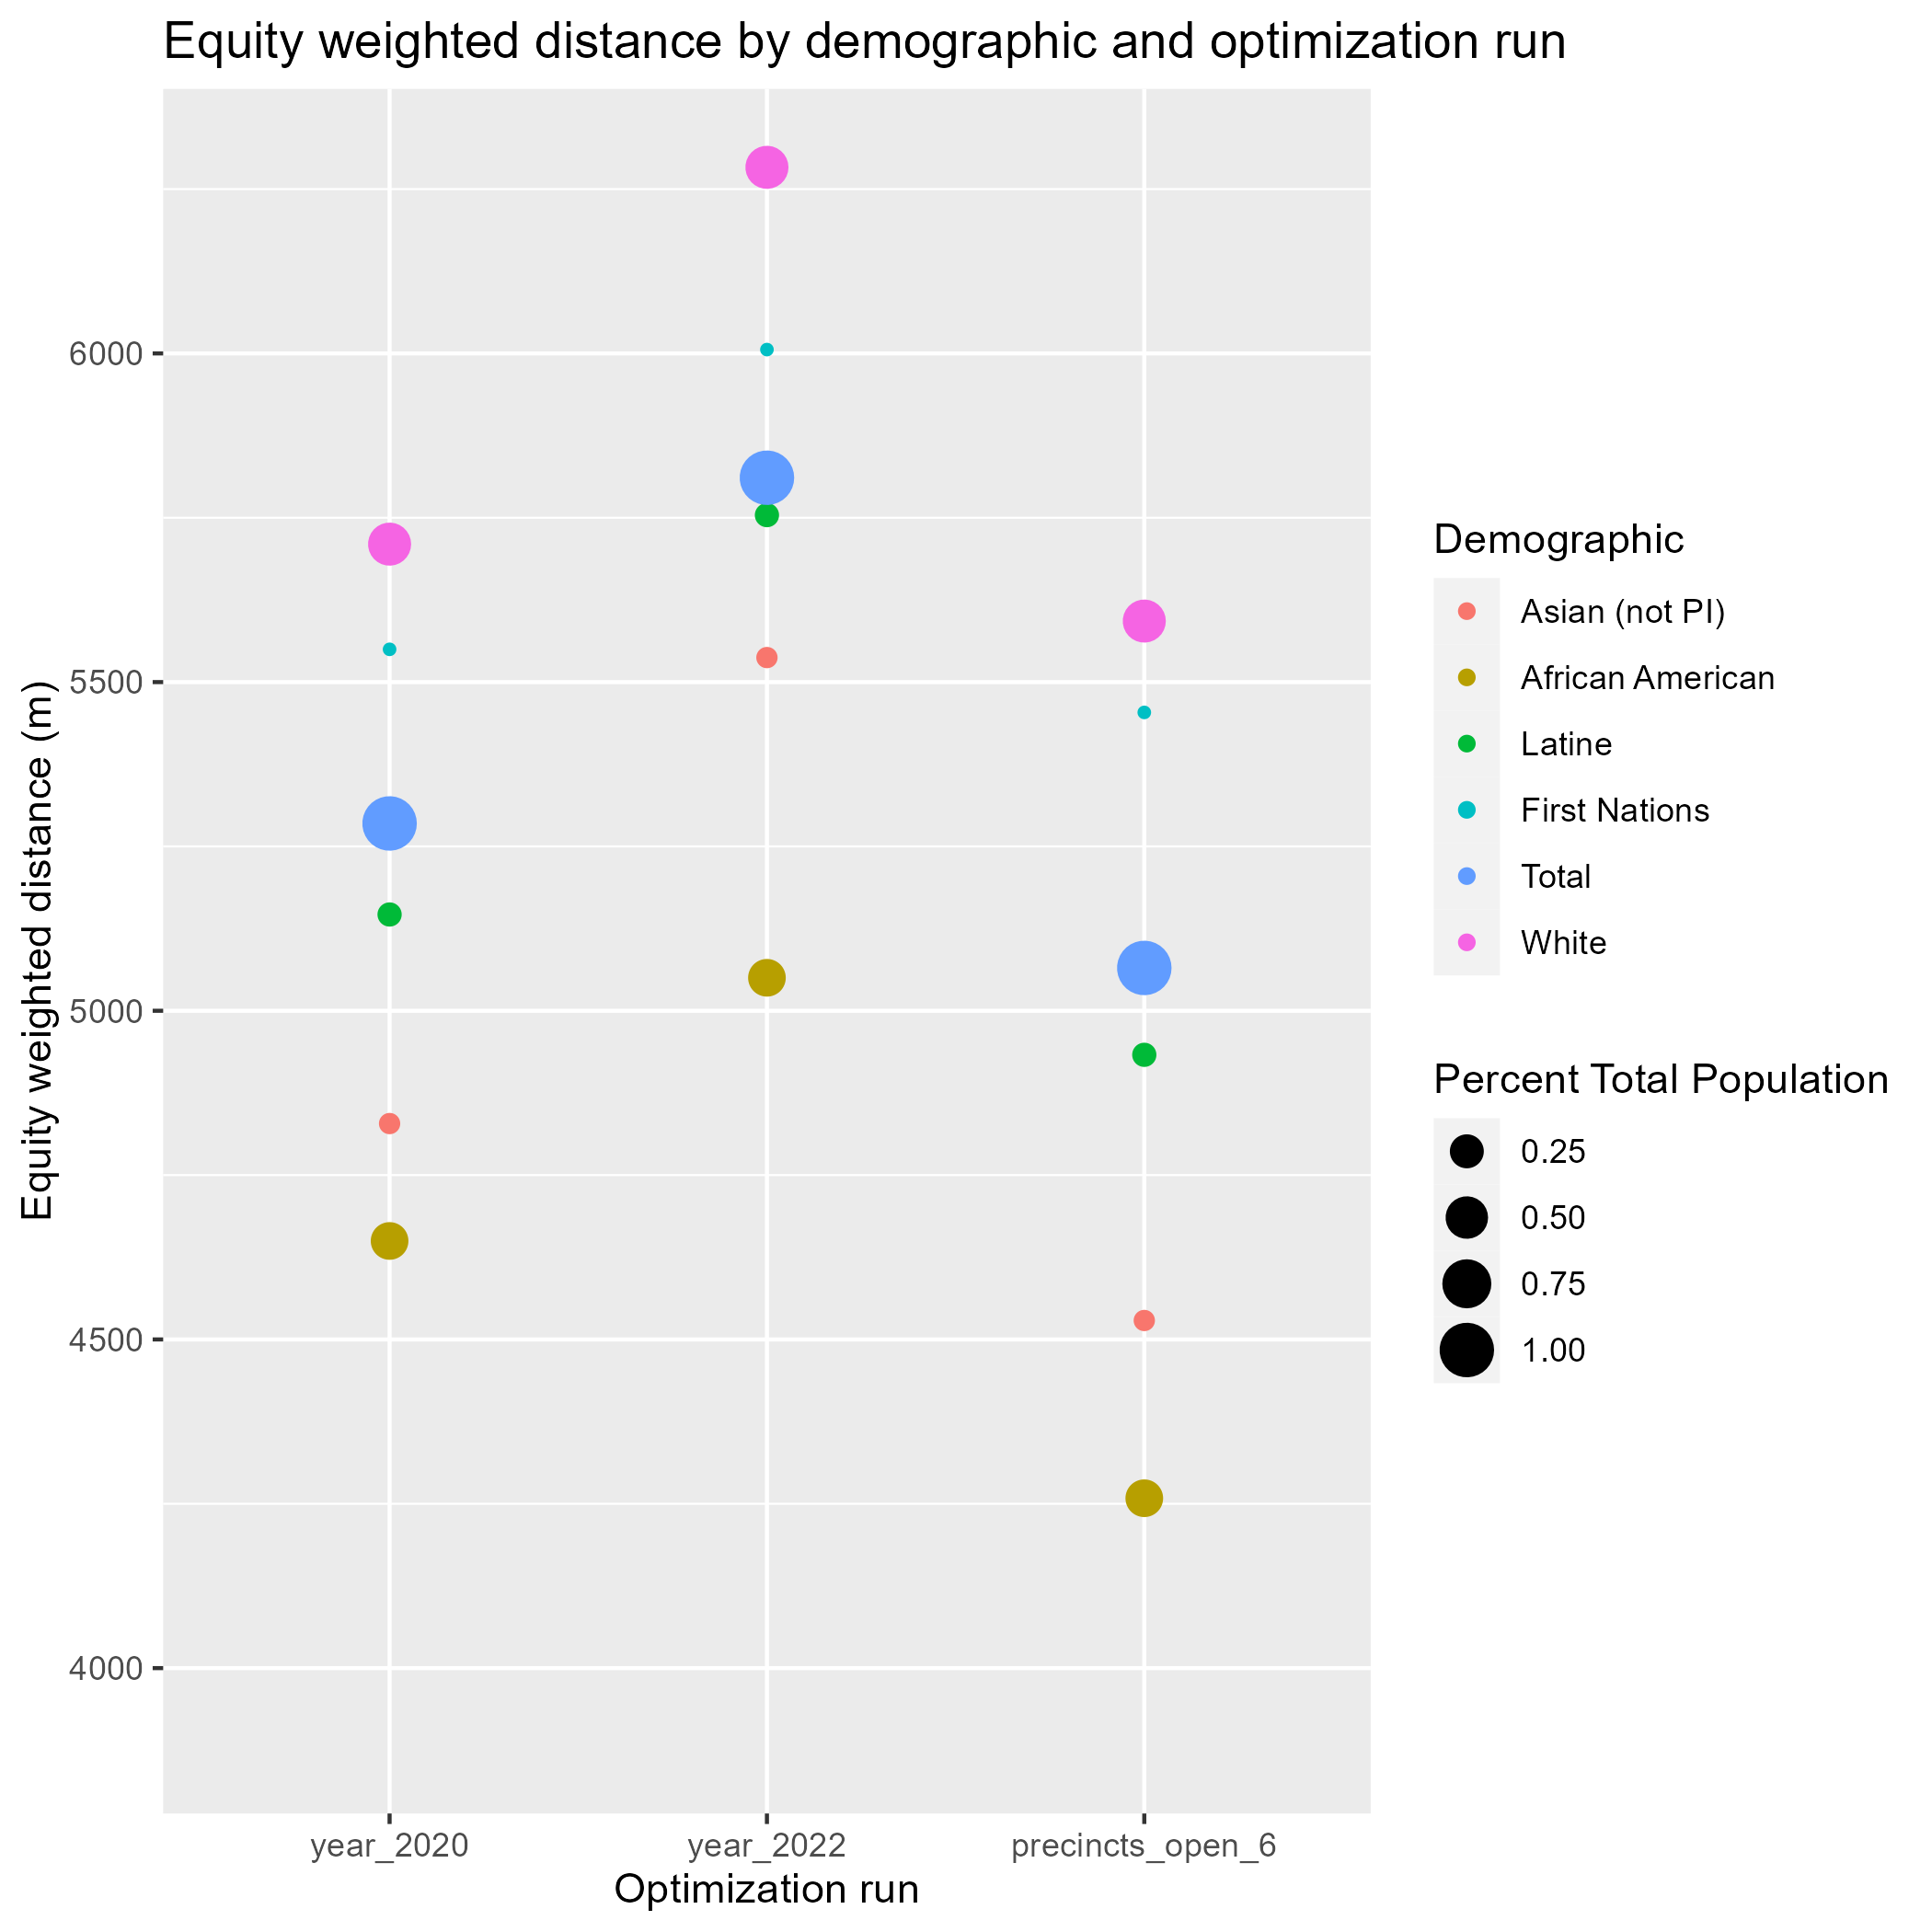 Equity weighted distance by demographic and optimization run
Equity weighted distance (m)
6000
5500
5000
4500
4000
year_2020
year_2022
precincts_open_6
Optimization run
Demographic
Asian (not PI)
African American
Latine
First Nations
Total
White
Percent Total Population
0.25
0.50
0.75
1.00